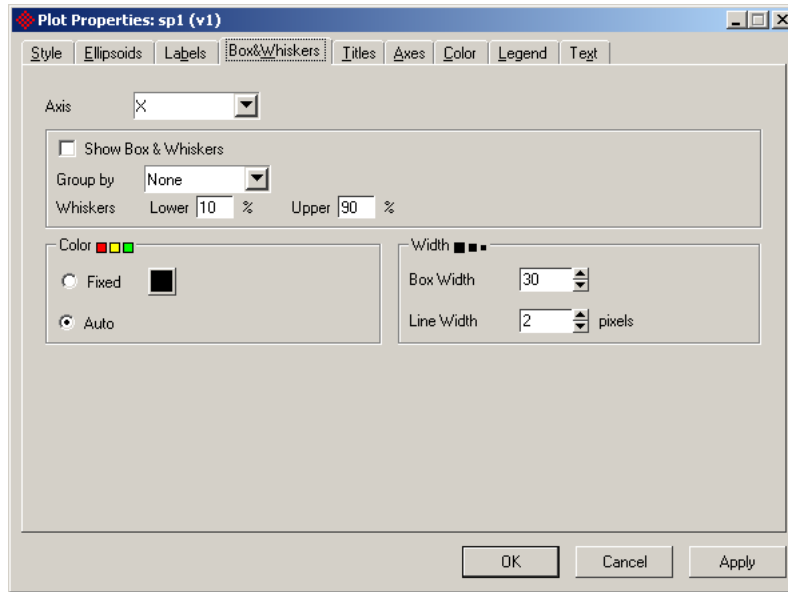 Plot Properties: sp1 (v1)
Style Ellipsoids Labels Box&Whiskers Titles Axes Color Legend Text
Axis X
Show Box & Whiskers
Group by None
Whiskers Lower 10 % Upper 90 %
Color Width
Fixed Box Width 30
Auto Line Width 2 pixels
OK Cancel Apply